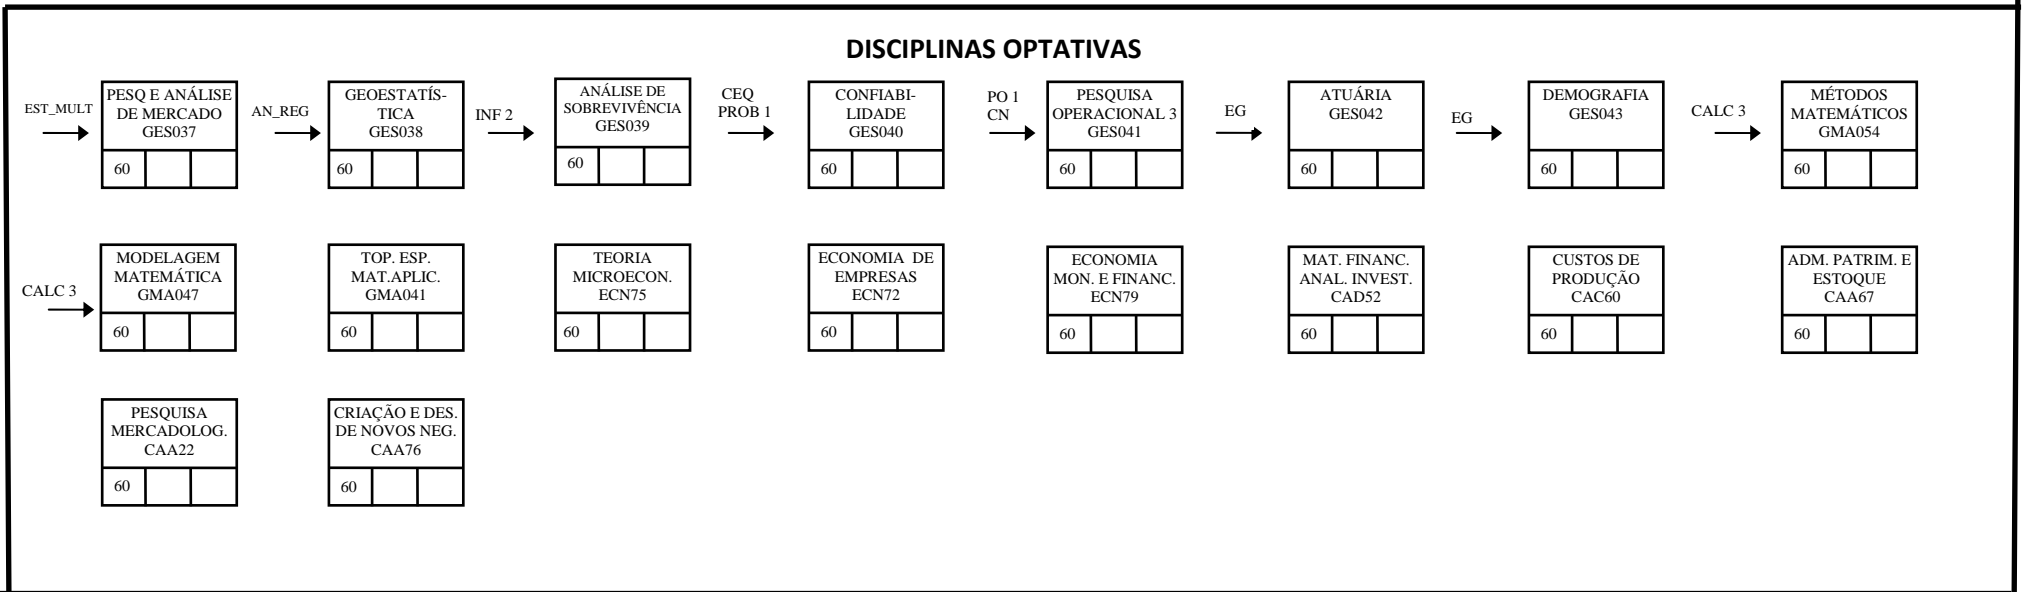 DISCIPLINAS OPTATIVAS
EST_MULT
PESQ E ANÁLISE
DE MERCADO
GES037
60
AN_REG
GEOESTATÍS-
TICA
GES038
60
INF 2
ANÁLISE DE
SOBREVIVÊNCIA
GES039
60
CEQ
PROB 1
CONFIABI-
LIDADE
GES040
60
PO 1
CN
PESQUISA
OPERACIONAL 3
GES041
60
EG
ATUÁRIA
GES042
60
EG
DEMOGRAFIA
GES043
60
CALC 3
MÉTODOS
MATEMÁTICOS
GMA054
60
CALC 3
MODELAGEM
MATEMÁTICA
GMA047
60
TOP. ESP.
MAT.APLIC.
GMA041
60
TEORIA
MICROECON.
ECN75
60
ECONOMIA DE
EMPRESAS
ECN72
60
ECONOMIA
MON. E FINANC.
ECN79
60
MAT. FINANC.
ANAL. INVEST.
CAD52
60
CUSTOS DE
PRODUÇÃO
CAC60
60
ADM. PATRIM. E
ESTOQUE
CAA67
60
PESQUISA
MERCADOLOG.
CAA22
60
CRIAÇÃO E DES.
DE NOVOS NEG.
CAA76
60